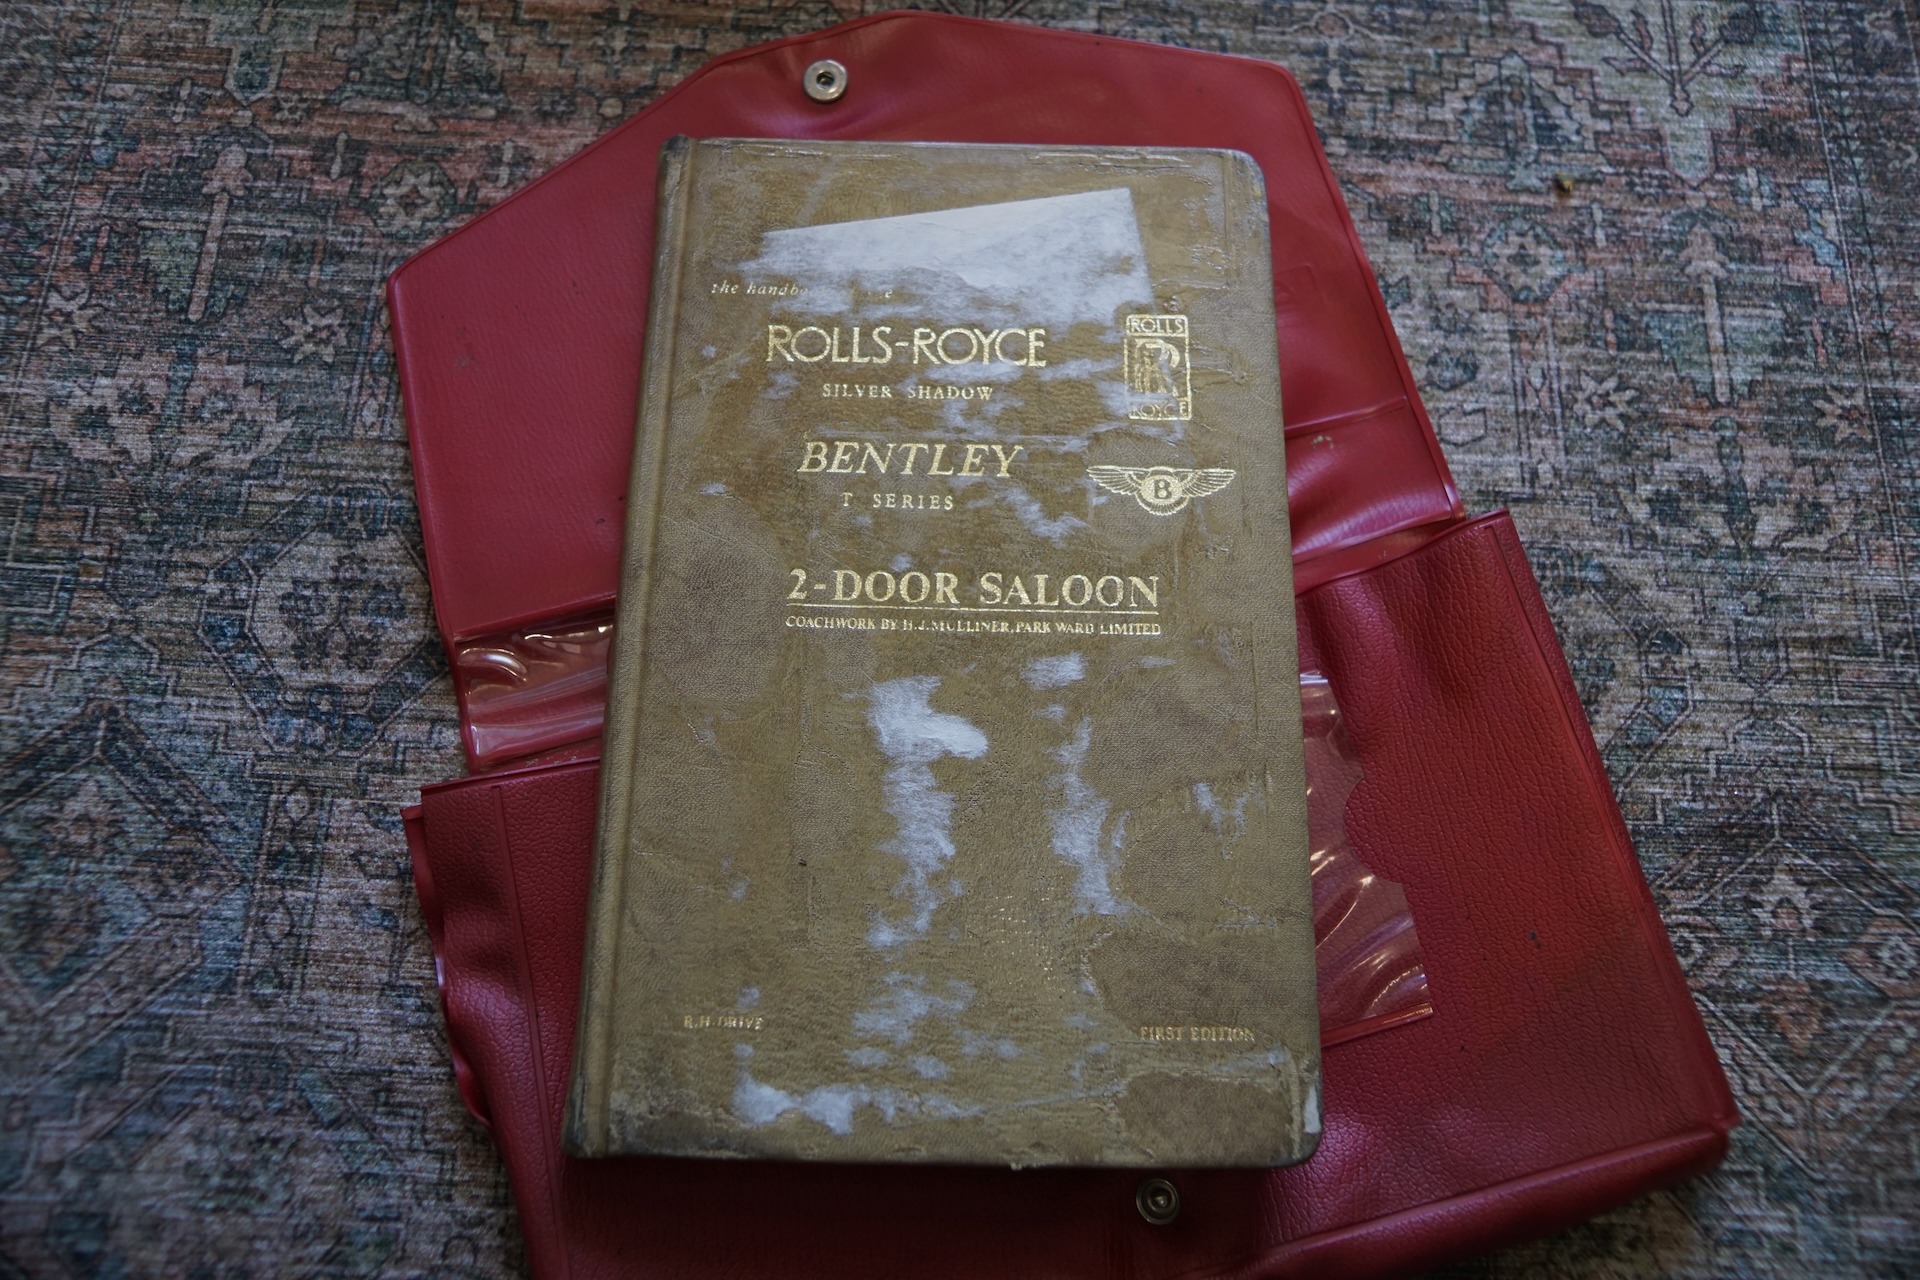 the
ROLLS-ROYCE
SILVER SHADOW
ROLLS
RR
ROYCE
BENTLEY
T SERIES
B
2-DOOR SALOON
COACHWORK BY H.J.MULLINER, PARK WARD LIMITED
R.H.DRIVE
FIRST EDITION